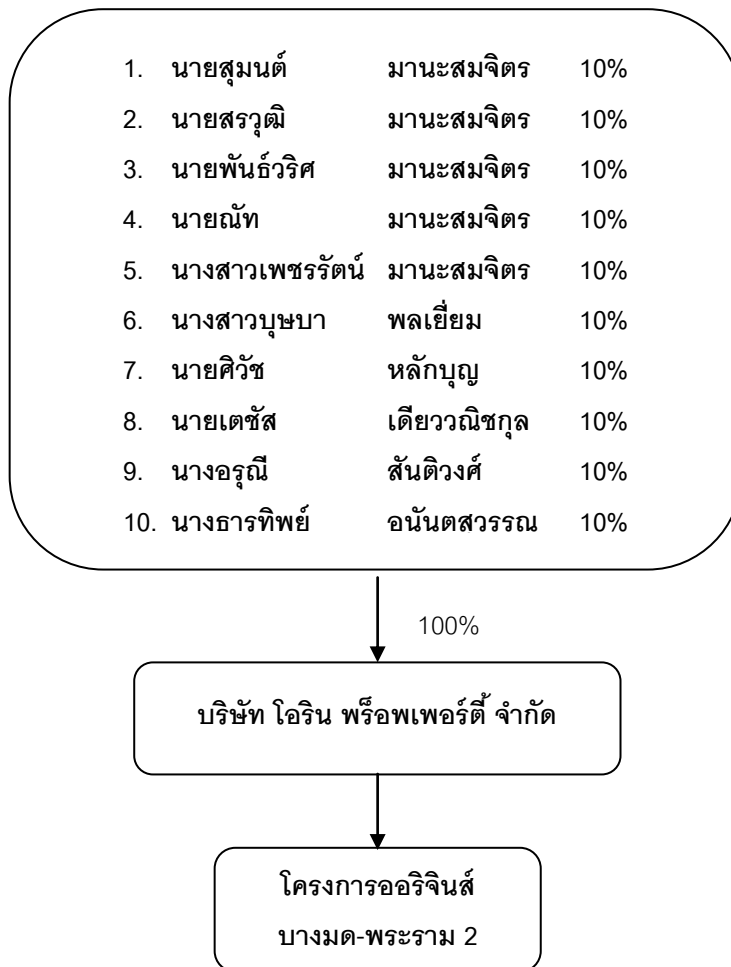 1. นายสุมนต์ มานะสมจิตร 10%
2. นายสรวุฒิ มานะสมจิตร 10%
3. นายพันธ์วริศ มานะสมจิตร 10%
4. นายณัท มานะสมจิตร 10%
5. นางสาวเพชรรัตน์ มานะสมจิตร 10%
6. นางสาวบุษบา พลเยี่ยม 10%
7. นายศิวัช หลักบุญ 10%
8. นายเตชัส เดียววณิชกุล 10%
9. นางอรุณี สันติวงศ์ 10%
10. นางธารทิพย์ อนันตสวรรณ 10%
100%
บริษัท โอริน พร็อพเพอร์ตี้ จำกัด
โครงการออริจินส์
บางมด-พระราม 2